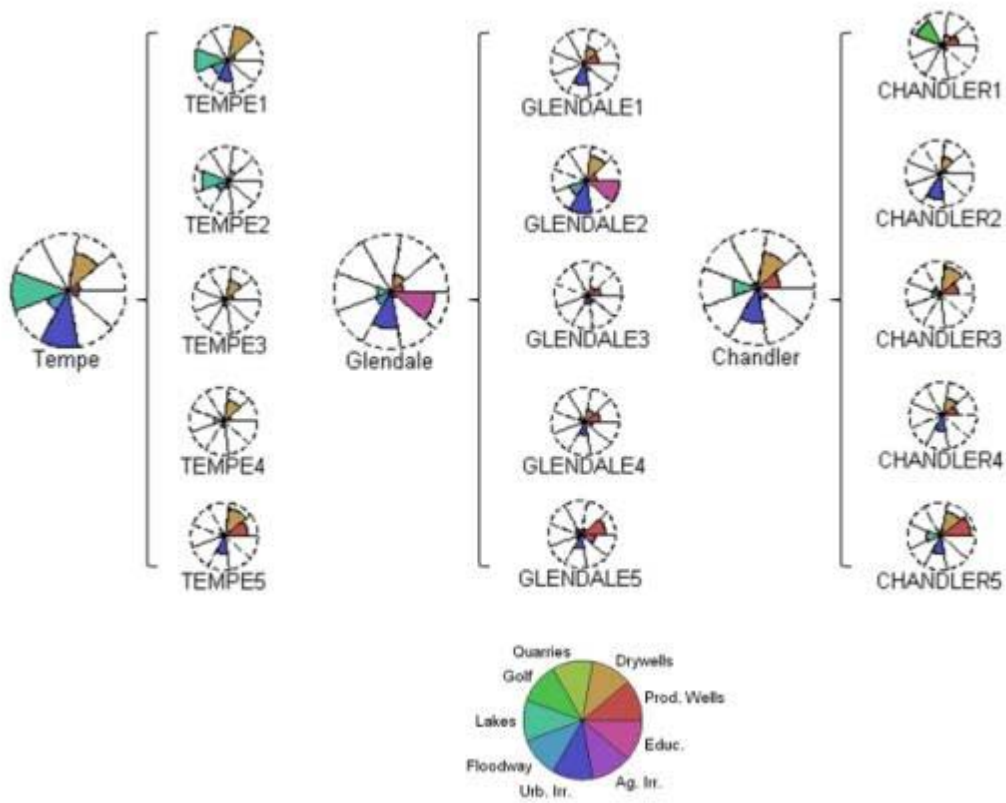 TEMPE1
TEMPE2
Tempe
TEMPE3
TEMPE4
TEMPE5
GLENDALE1
GLENDALE2
Glendale
GLENDALE3
GLENDALE4
GLENDALE5
CHANDLER1
CHANDLER2
Chandler
CHANDLER3
CHANDLER4
CHANDLER5
Quarries
Drywells
Golf
Prod. Wells
Lakes
Educ.
Floodway
Ag. Irr.
Urb. Irr.